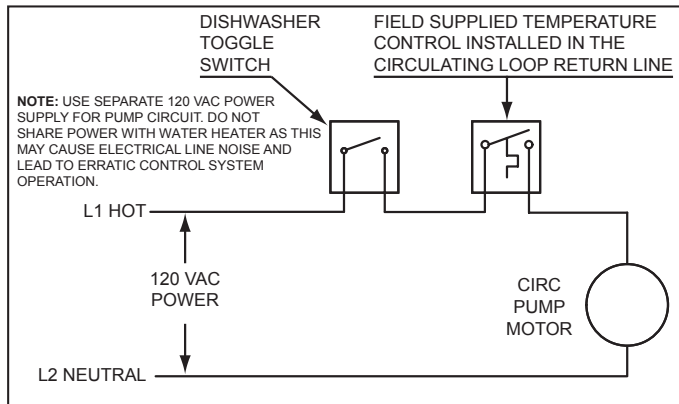 DISHWASHER
TOGGLE
SWITCH
FIELD SUPPLIED TEMPERATURE
CONTROL INSTALLED IN THE
CIRCULATING LOOP RETURN LINE
NOTE: USE SEPARATE 120 VAC POWER
SUPPLY FOR PUMP CIRCUIT. DO NOT
SHARE POWER WITH WATER HEATER AS THIS
MAY CAUSE ELECTRICAL LINE NOISE AND
LEAD TO ERRATIC CONTROL SYSTEM
OPERATION.
L1 HOT
120 VAC
POWER
CIRC
PUMP
MOTOR
L2 NEUTRAL